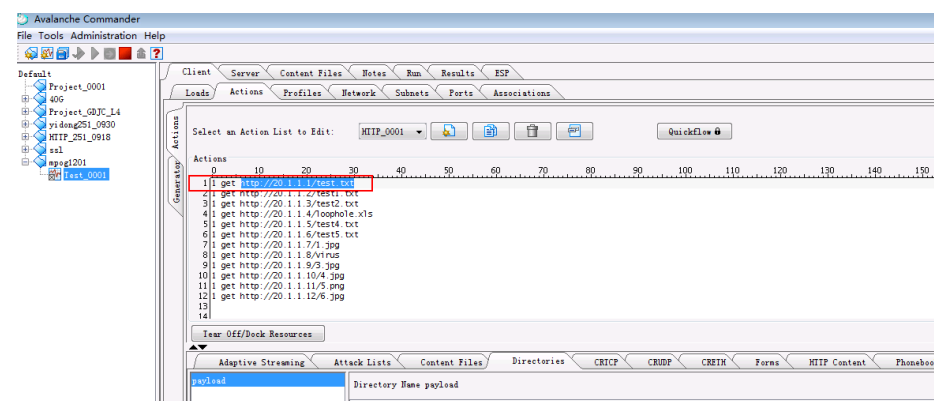 Avalanche Commander
File Tools Administration Help
Default
Project_0001
40G
Project_GDJC_L4
yidong251_0930
HTTP_251_0918
ssl
mpog1201
Test_0001
Client Server Content Files Notes Run Results ESP
Loads Actions Profiles Network Subnets Ports Associations
Actions
Generator
Select an Action List to Edit: HTTP_0001 Quickflow
Actions
0 10 20 30 40 50 60 70 80 90 100 110 120 130 140 150
1 1 get http://20.1.1.1/test.txt
2 1 get http://20.1.1.2/test1.txt
3 1 get http://20.1.1.3/test2.txt
4 1 get http://20.1.1.4/loophole.xls
5 1 get http://20.1.1.5/test4.txt
6 1 get http://20.1.1.6/test5.txt
7 1 get http://20.1.1.7/1.jpg
8 1 get http://20.1.1.8/virus
9 1 get http://20.1.1.9/3.jpg
10 1 get http://20.1.1.10/4.jpg
11 1 get http://20.1.1.11/5.png
12 1 get http://20.1.1.12/6.jpg
13
14
Tear Off/Dock Resources
Adaptive Streaming Attack Lists Content Files Directories CRTCP CRUDP CRETH Forms HTTP Content Phoneboo
payload
Directory Name payload